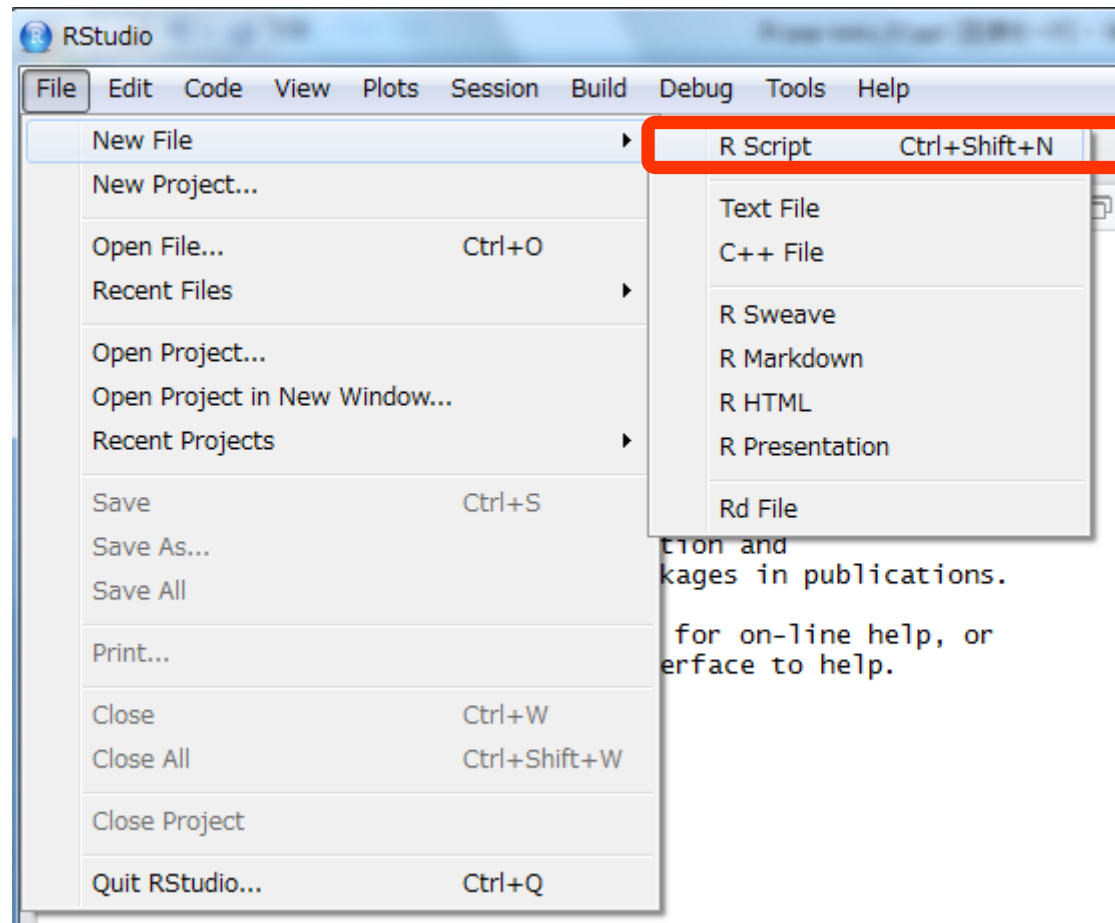 RStudio
File Edit Code View Plots Session Build Debug Tools Help
New File
New Project...
Open File... Ctrl+O
Recent Files
Open Project...
Open Project in New Window...
Recent Projects
Save Ctrl+S
Save As...
Save All
Print...
Close Ctrl+W
Close All Ctrl+Shift+W
Close Project
Quit RStudio... Ctrl+Q
R Script Ctrl+Shift+N
Text File
C++ File
R Sweave
R Markdown
R HTML
R Presentation
Rd File
tion and
kages in publications.
for on-line help, or
erface to help.